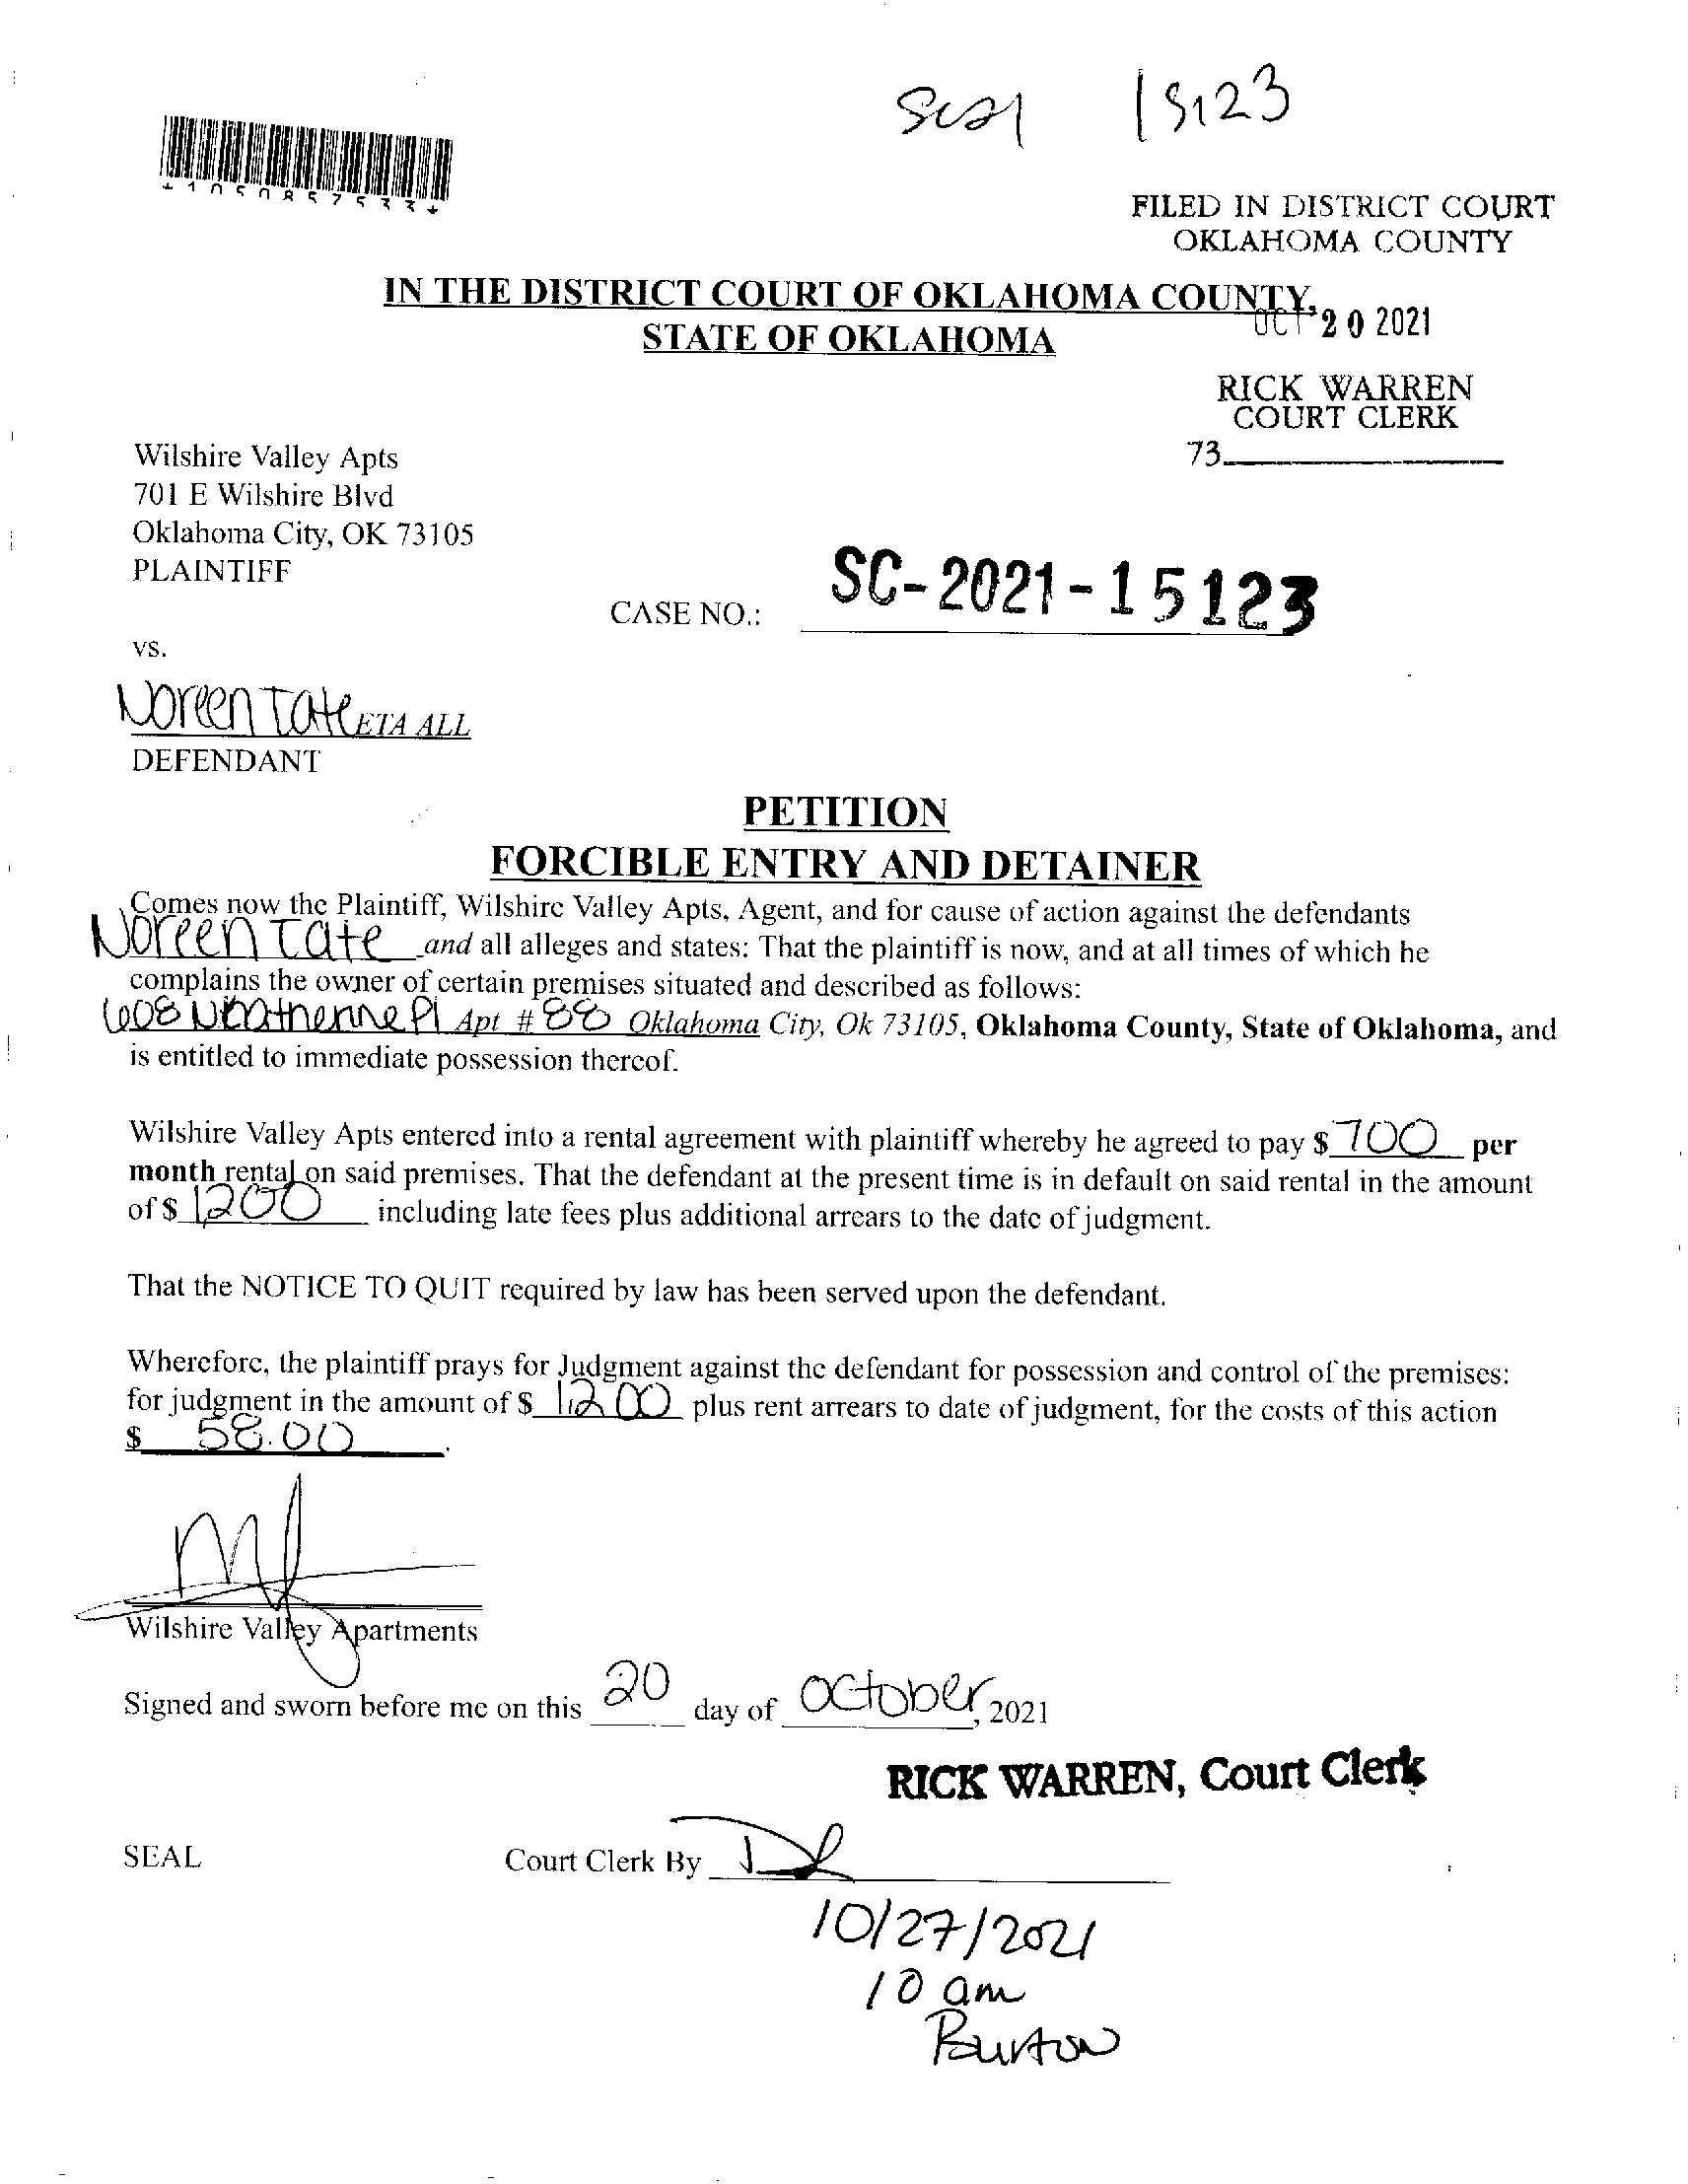 SC21 15123
*1050857533*
FILED IN DISTRICT COURT
OKLAHOMA COUNTY
IN THE DISTRICT COURT OF OKLAHOMA COUNTY,
STATE OF OKLAHOMA
OCT 20 2021
RICK WARREN
COURT CLERK
73
Wilshire Valley Apts
701 E Wilshire Blvd
Oklahoma City, OK 73105
PLAINTIFF
CASE NO.: SC-2021-15123
vs.
Noreen Tate ETA ALL
DEFENDANT
PETITION
FORCIBLE ENTRY AND DETAINER
Comes now the Plaintiff, Wilshire Valley Apts, Agent, and for cause of action against the defendants
Noreen Tate and all alleges and states: That the plaintiff is now, and at all times of which he
complains the owner of certain premises situated and described as follows:
608 Pl Apt # 88 Oklahoma City, Ok 73105, Oklahoma County, State of Oklahoma, and
is entitled to immediate possession thereof.
Wilshire Valley Apts entered into a rental agreement with plaintiff whereby he agreed to pay $ 700 per
month rental on said premises. That the defendant at the present time is in default on said rental in the amount
of $ 1,200 including late fees plus additional arrears to the date of judgment.
That the NOTICE TO QUIT required by law has been served upon the defendant.
Wherefore, the plaintiff prays for Judgment against the defendant for possession and control of the premises:
for judgment in the amount of $ 1,200 plus rent arrears to date of judgment, for the costs of this action
$ 58.00.
Wilshire Valley Apartments
Signed and sworn before me on this 20 day of October, 2021
RICK WARREN, Court Clerk
SEAL Court Clerk By
10/27/2021
10 am
Burton